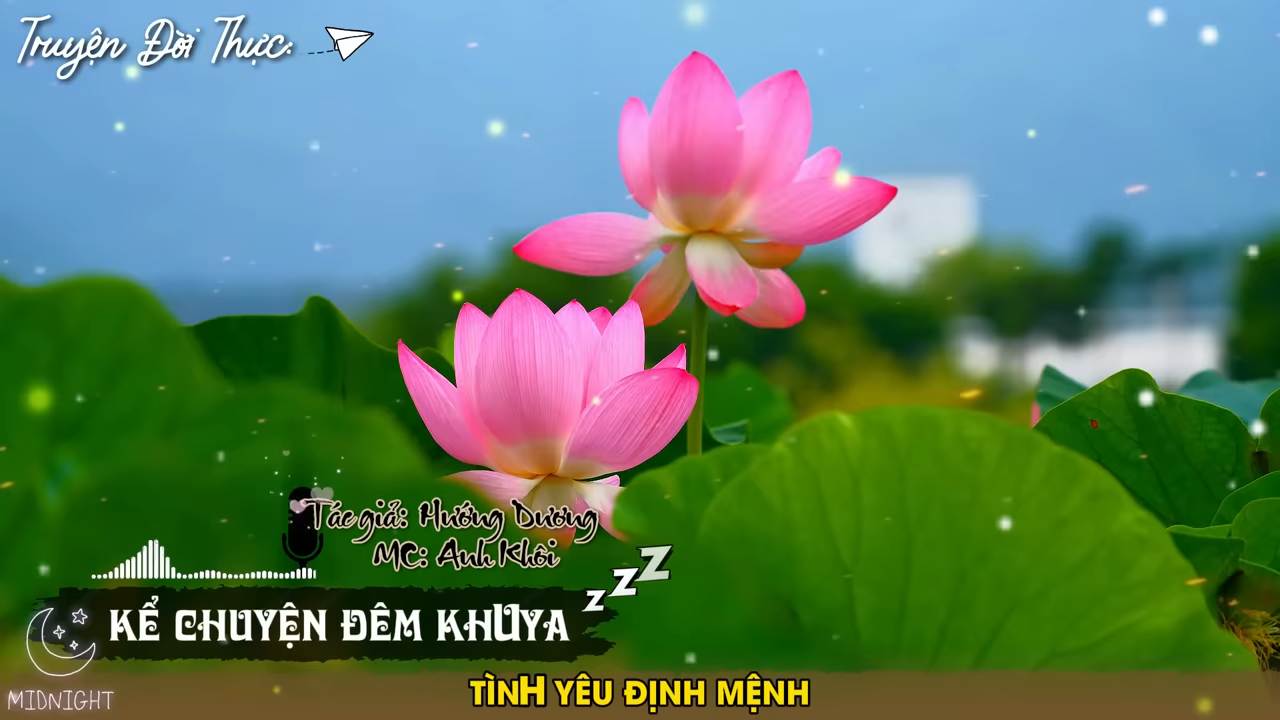 Truyện Đời Thực:
Tác giả: Hướng Dương
MC: Anh Khôi
zZZ
KỂ CHUYỆN ĐÊM KHUYA
MIDNIGHT
TÌNH YÊU ĐỊNH MỆNH